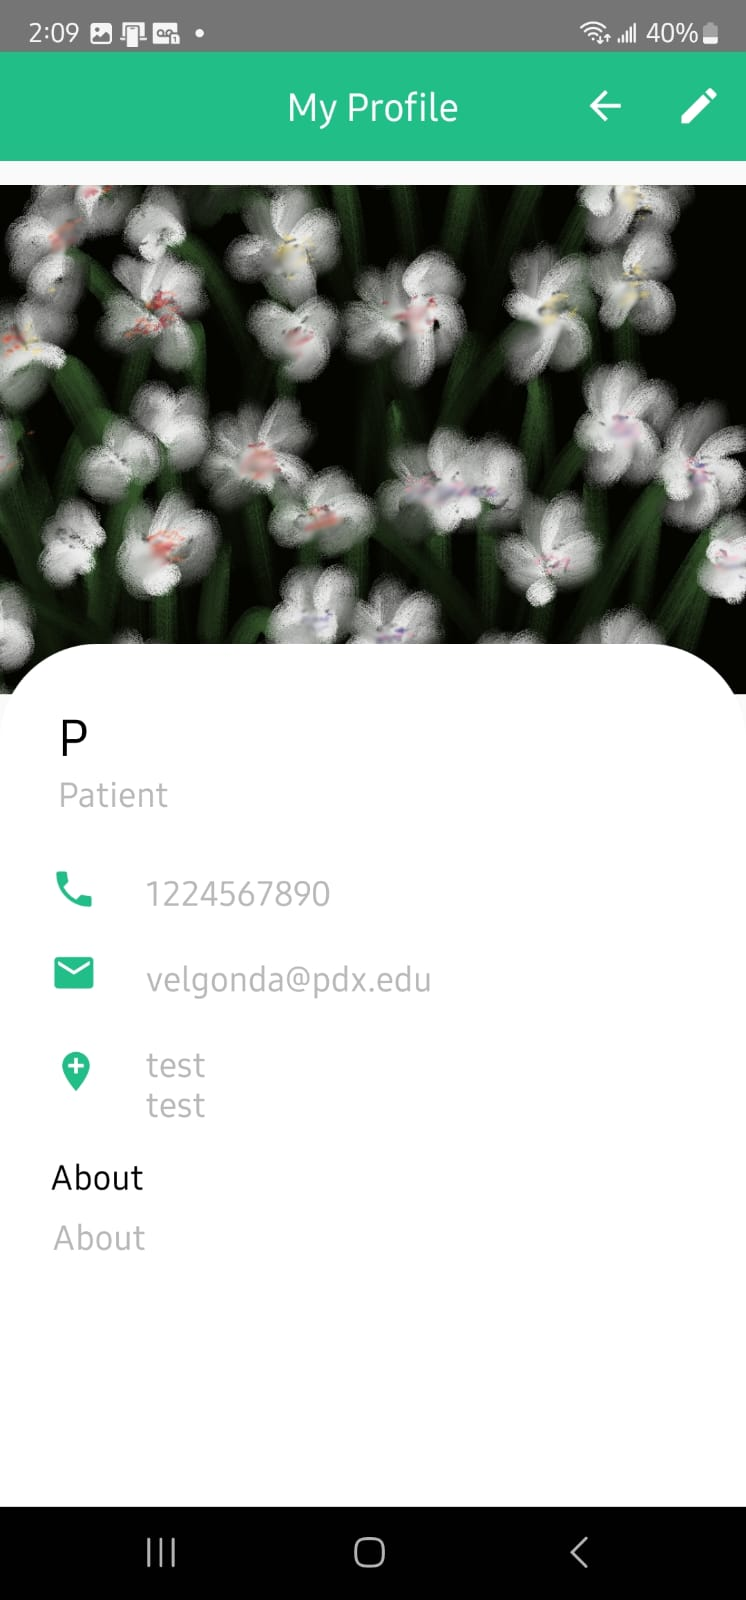 2:09
40%
My Profile
P
Patient
1224567890
velgonda@pdx.edu
test
test
About
About